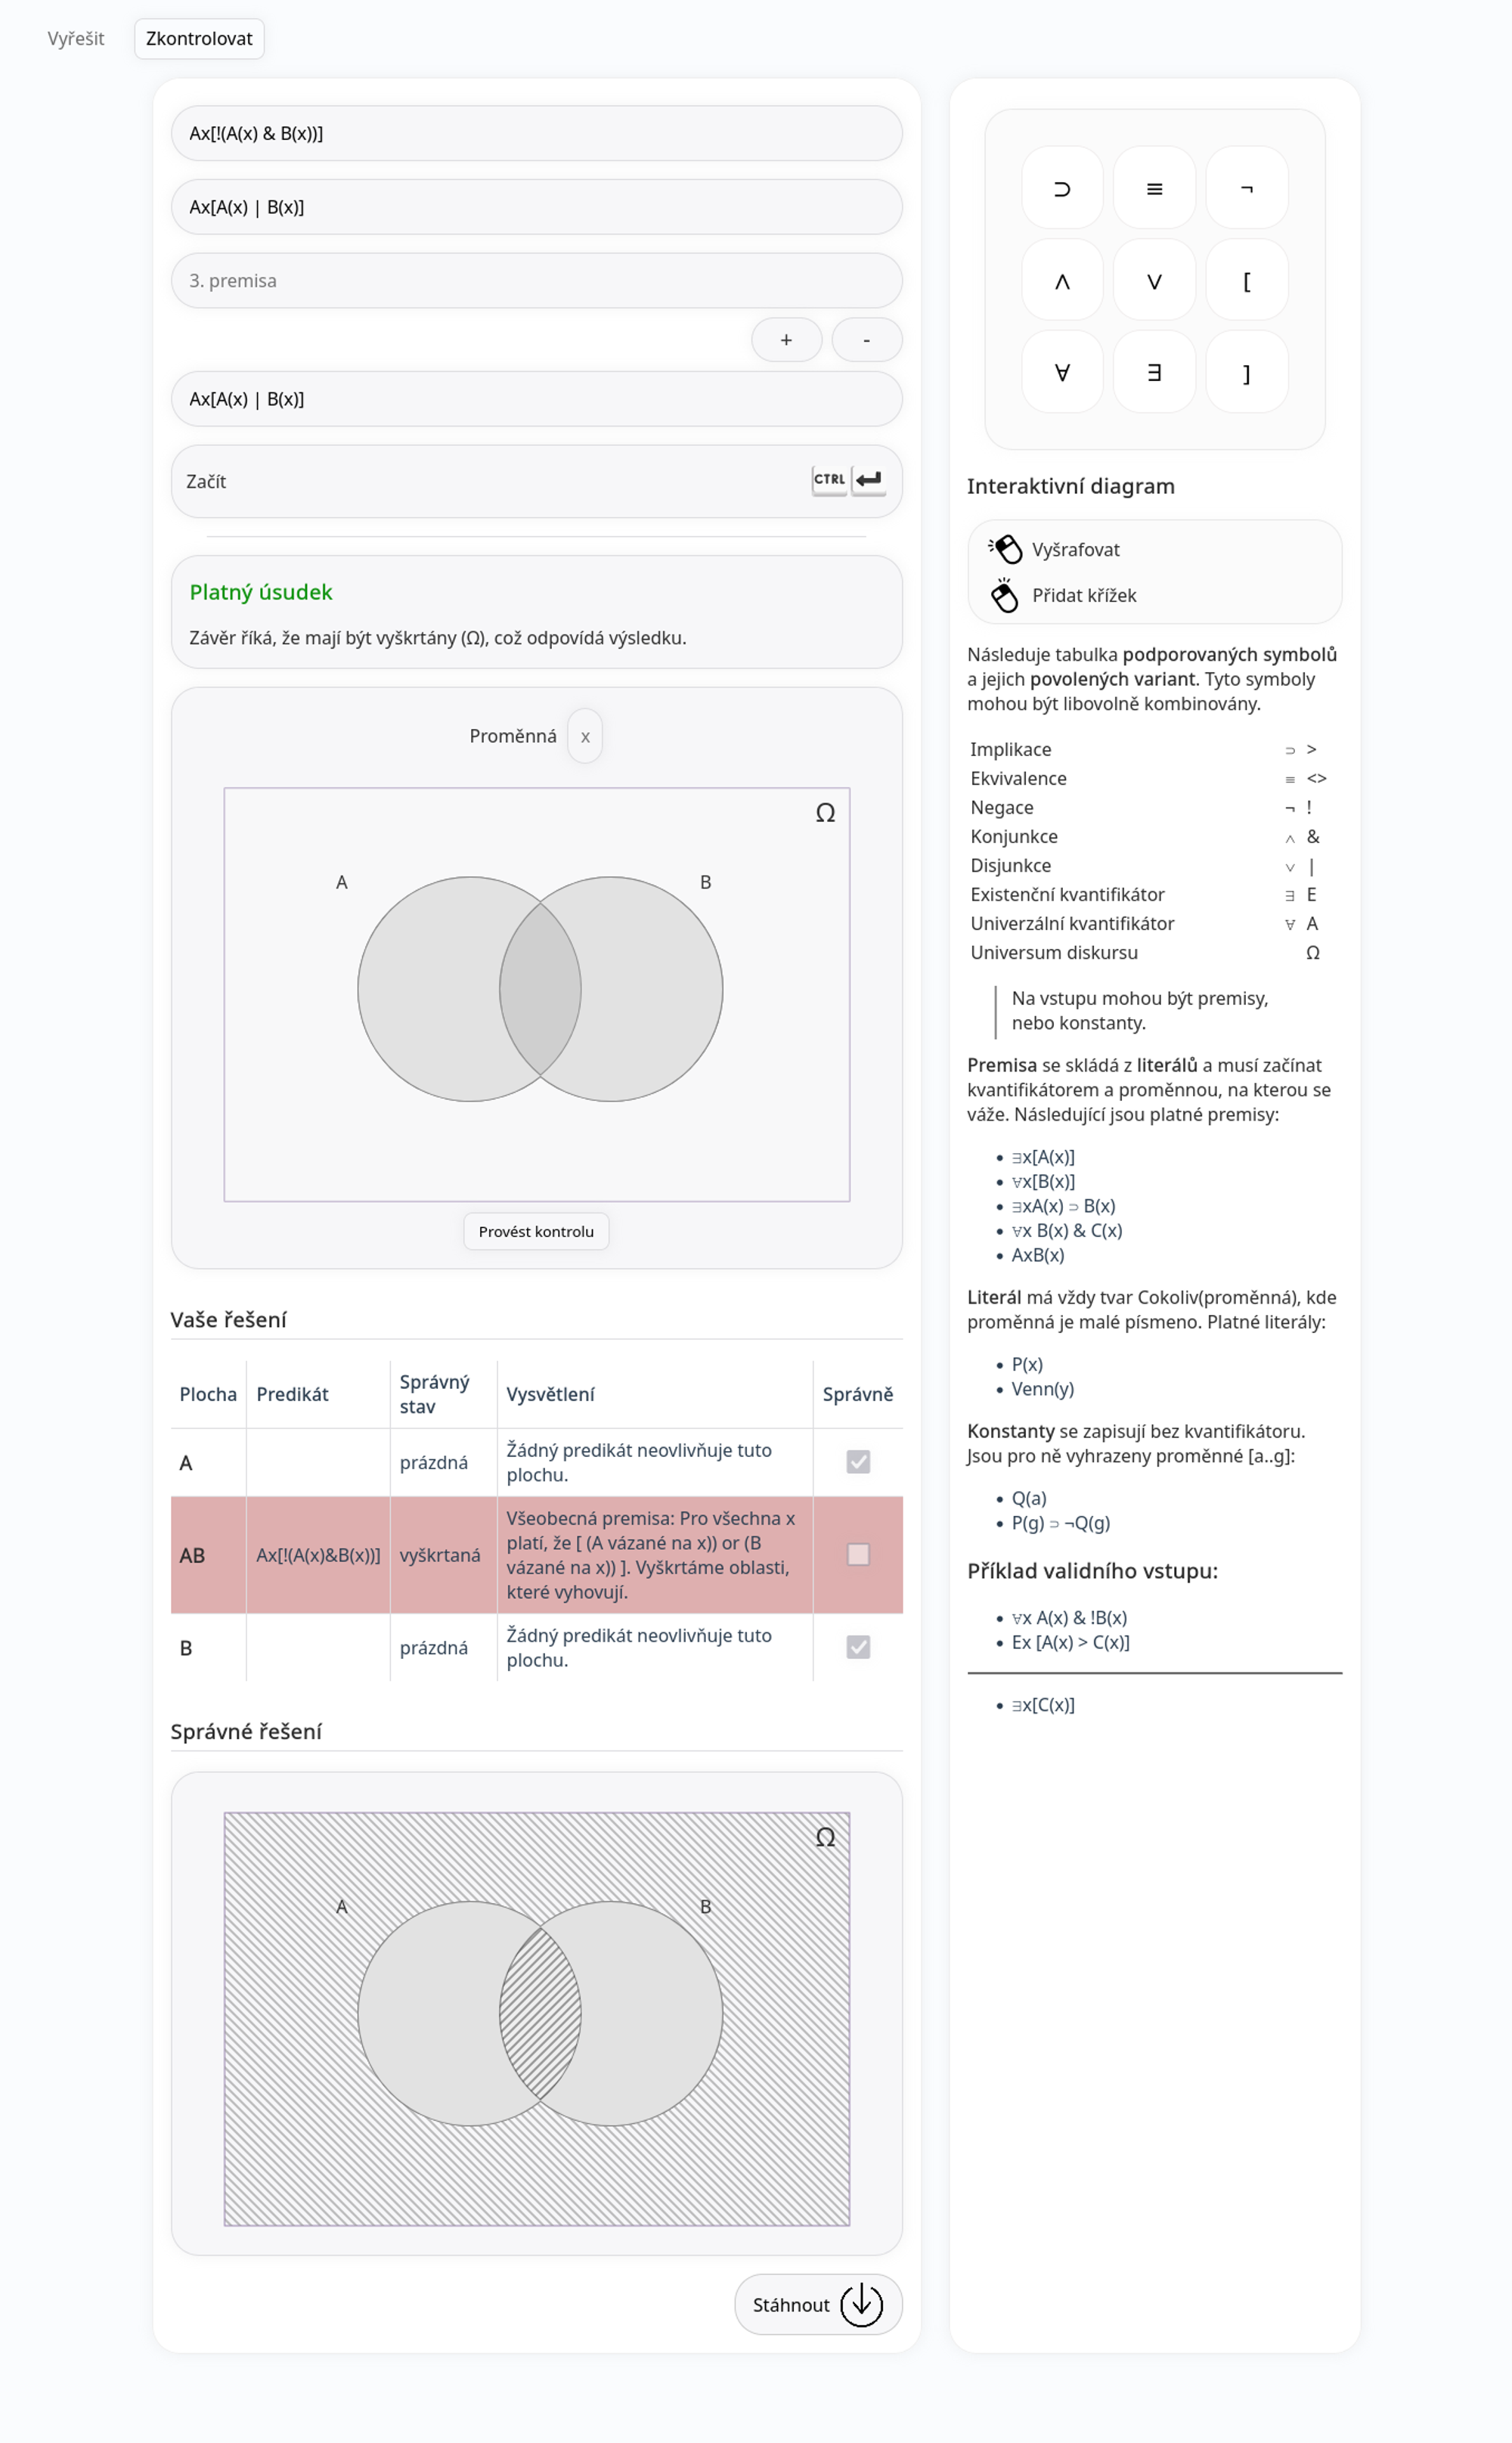 Vyřešit
Zkontrolovat
Ax[!(A(x) & B(x))]
Ax[A(x) | B(x)]
3. premisa
+ -
Ax[A(x) | B(x)]
Začít CTRL
Platný úsudek
Závěr říká, že mají být vyškrtány (Ω), což odpovídá výsledku.
Proměnná x
Ω
A B
Provést kontrolu
Vaše řešení
Plocha Predikát Správný stav Vysvětlení Správně
A prázdná Žádný predikát neovlivňuje tuto
plochu.
AB Ax[!(A(x)&B(x))] vyškrtaná Všeobecná premisa: Pro všechna x
platí, že [ (A vázané na x)) or (B
vázané na x)) ]. Vyškrtáme oblasti,
které vyhovují.
B prázdná Žádný predikát neovlivňuje tuto
plochu.
Správné řešení
Ω
A B
Stáhnout
⊃ ≡ ¬
∧ ∨ [
∀ ∃ ]
Interaktivní diagram
Vyšrafovat
Přidat křížek
Následuje tabulka podporovaných symbolů
a jejich povolených variant. Tyto symboly
mohou být libovolně kombinovány.
Implikace ⊃ >
Ekvivalence ≡ <>
Negace ¬ !
Konjunkce ∧ &
Disjunkce ∨ |
Existenční kvantifikátor ∃ E
Univerzální kvantifikátor ∀ A
Universum diskursu Ω
Na vstupu mohou být premisy,
nebo konstanty.
Premisa se skládá z literálů a musí začínat
kvantifikátorem a proměnnou, na kterou se
váže. Následující jsou platné premisy:
• ∃x[A(x)]
• ∀x[B(x)]
• ∃xA(x) ⊃ B(x)
• ∀x B(x) & C(x)
• AxB(x)
Literál má vždy tvar Cokoliv(proměnná), kde
proměnná je malé písmeno. Platné literály:
• P(x)
• Venn(y)
Konstanty se zapisují bez kvantifikátoru.
Jsou pro ně vyhrazeny proměnné [a..g]:
• Q(a)
• P(g) ⊃ ¬Q(g)
Příklad validního vstupu:
• ∀x A(x) & !B(x)
• Ex [A(x) > C(x)]
• ∃x[C(x)]